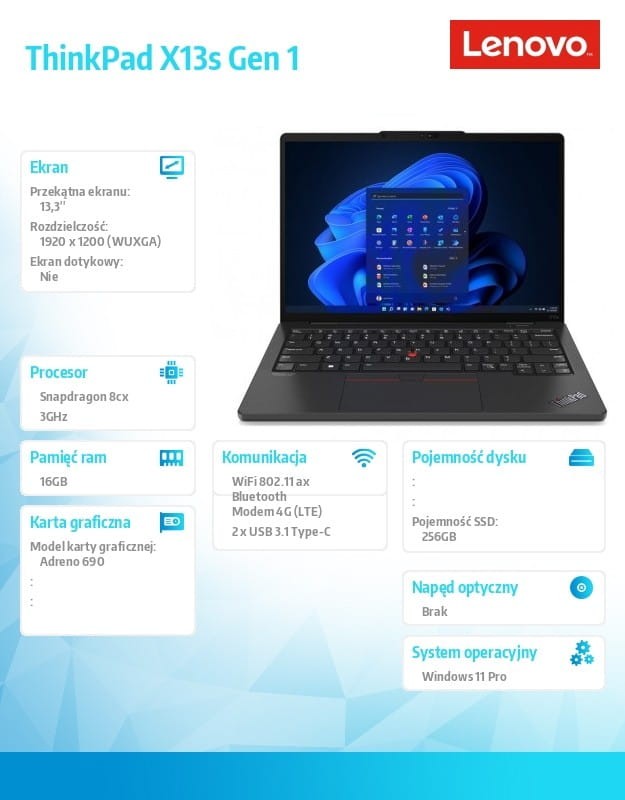 ThinkPad X13s Gen 1
Lenovo
Ekran
Przekątna ekranu:
13,3"
Rozdzielczość:
1920 x 1200 (WUXGA)
Ekran dotykowy:
Nie
Procesor
Snapdragon 8cx
3GHz
Pamięć ram
16GB
Karta graficzna
Model karty graficznej:
Adreno 690
:
:
Komunikacja
WiFi 802.11 ax
Bluetooth
Modem 4G (LTE)
2 x USB 3.1 Type-C
Pojemność dysku
:
:
Pojemność SSD:
256GB
Napęd optyczny
Brak
System operacyjny
Windows 11 Pro
ThinkPad